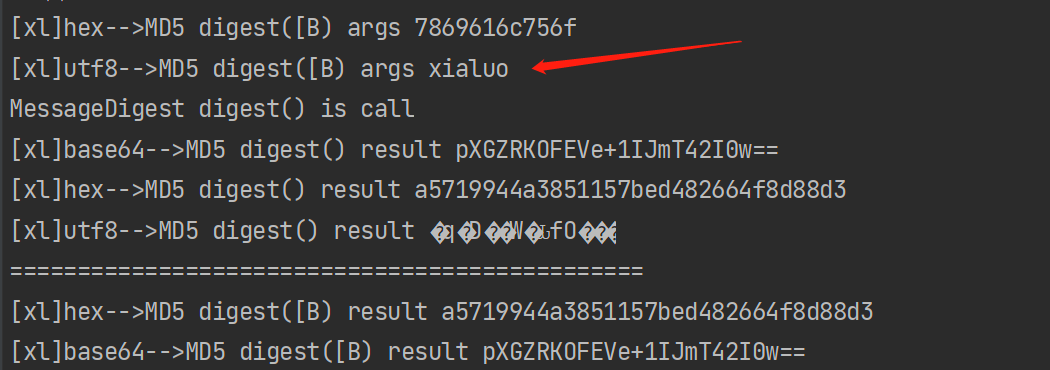 [xl]hex-->MD5 digest([B) args 7869616c756f
[xl]utf8-->MD5 digest([B) args xialuo
MessageDigest digest() is call
[xl]base64-->MD5 digest() result pXGZRKOFEVe+1IJmT42I0w==
[xl]hex-->MD5 digest() result a5719944a3851157bed482664f8d88d3
[xl]utf8-->MD5 digest() result �q�D��W�ԂfO���
===============================================
[xl]hex-->MD5 digest([B) result a5719944a3851157bed482664f8d88d3
[xl]base64-->MD5 digest([B) result pXGZRKOFEVe+1IJmT42I0w==